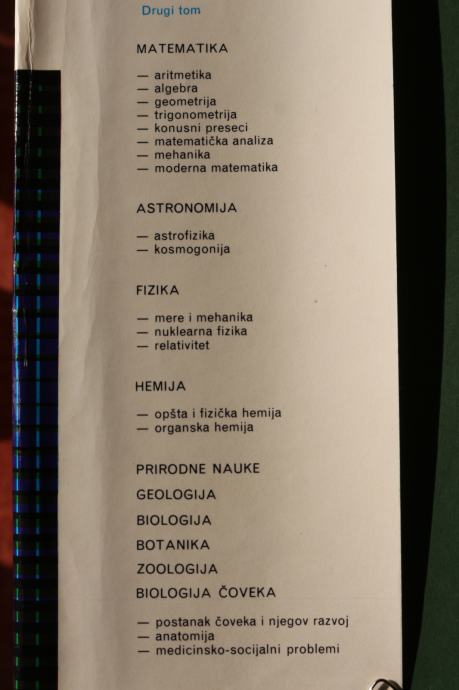 Drugi tom
MATEMATIKA
— aritmetika
— algebra
— geometrija
— trigonometrija
— konusni preseci
— matematička analiza
— mehanika
— moderna matematika
ASTRONOMIJA
— astrofizika
— kosmogonija
FIZIKA
— mere i mehanika
— nuklearna fizika
— relativitet
HEMIJA
— opšta i fizička hemija
— organska hemija
PRIRODNE NAUKE
GEOLOGIJA
BIOLOGIJA
BOTANIKA
ZOOLOGIJA
BIOLOGIJA ČOVEKA
— postanak čoveka i njegov razvoj
— anatomija
— medicinsko-socijalni problemi